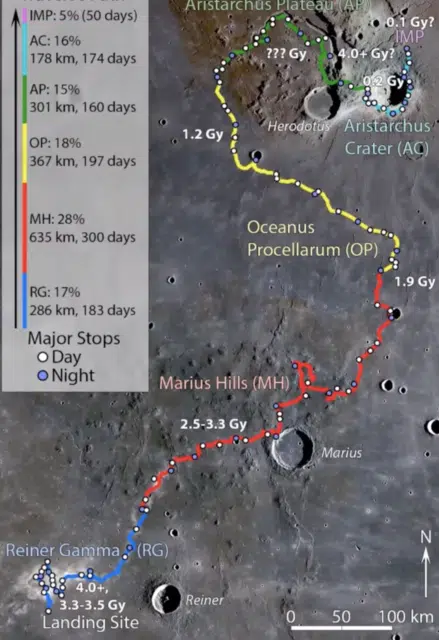 IMP: 5% (50 days)
AC: 16%
178 km, 174 days
AP: 15%
301 km, 160 days
OP: 18%
367 km, 197 days
MH: 28%
635 km, 300 days
RG: 17%
286 km, 183 days
Major Stops
Day
Night
Aristarchus Plateau (AP)
0.1 Gy?
IMP
??? Gy
4.0+ Gy?
0.2 Gy
Herodotus
Aristarchus
Crater (AC)
1.2 Gy
Oceanus
Procellarum (OP)
1.9 Gy
Marius Hills (MH)
2.5-3.3 Gy
Marius
Reiner Gamma (RG)
4.0+,
3.3-3.5 Gy
Landing Site
Reiner
N
0 50 100 km